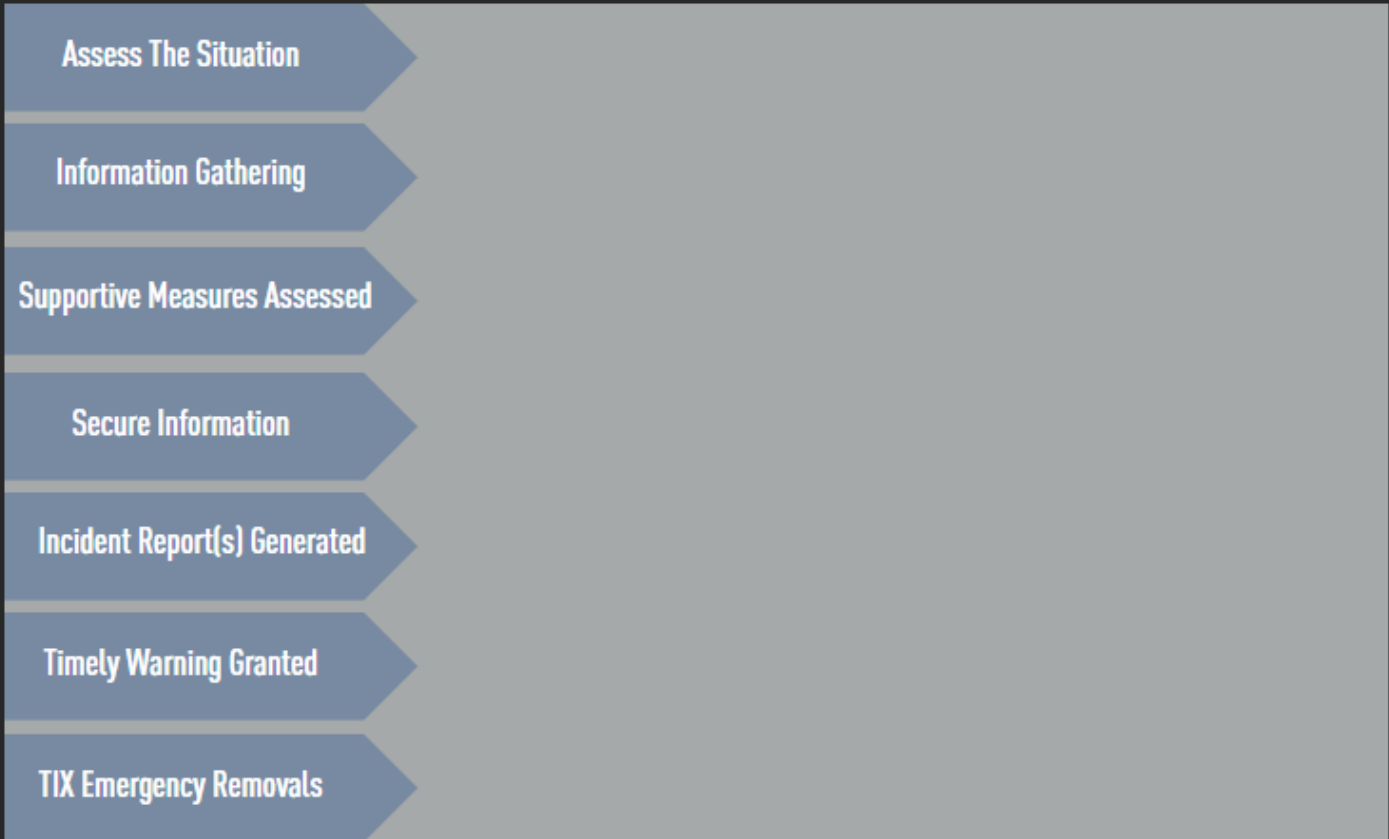 Assess The Situation
Information Gathering
Supportive Measures Assessed
Secure Information
Incident Report(s) Generated
Timely Warning Granted
TIX Emergency Removals